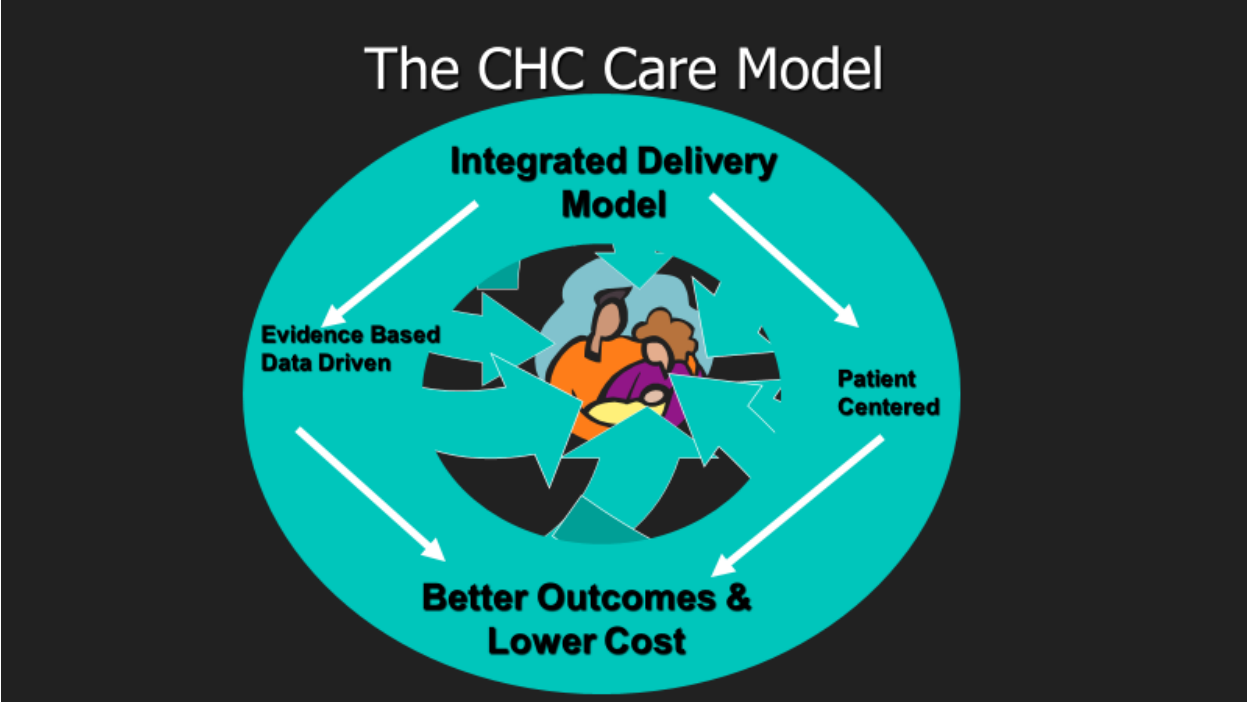 The CHC Care Model
Integrated Delivery
Model
Evidence Based
Data Driven
Patient
Centered
Better Outcomes &
Lower Cost